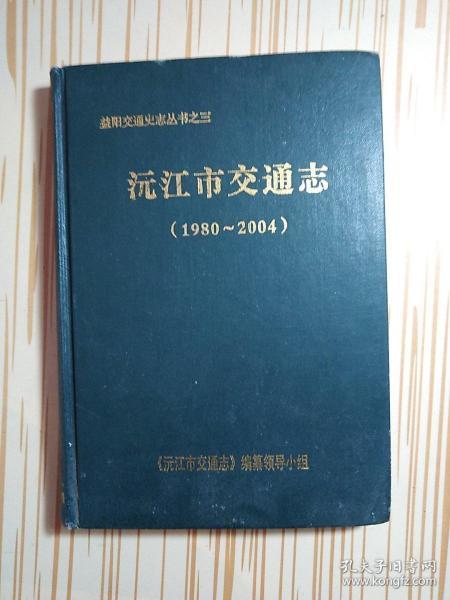 益阳交通史志丛书之三
沅江市交通志
（1980～2004）
《沅江市交通志》编纂领导小组
孔夫子旧书网
www.kongfz.com